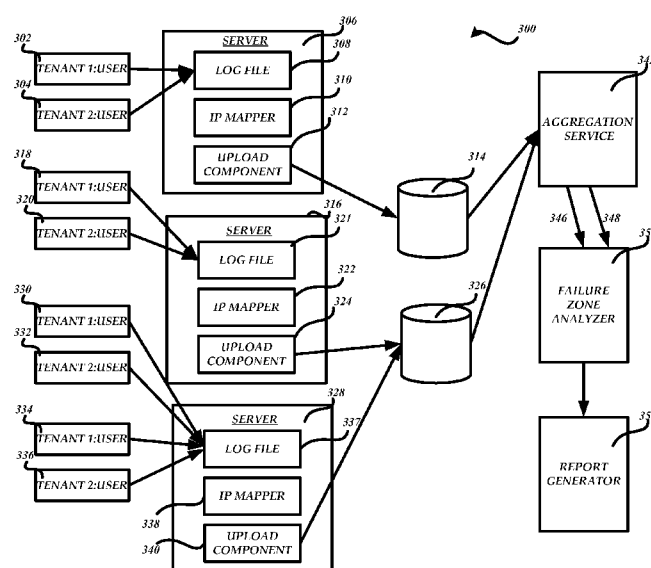 300
302
TENANT 1:USER
304
TENANT 2:USER
306
SERVER
308
LOG FILE
310
IP MAPPER
312
UPLOAD
COMPONENT
314
318
TENANT 1:USER
320
TENANT 2:USER
316
SERVER
321
LOG FILE
322
IP MAPPER
324
UPLOAD
COMPONENT
326
330
TENANT 1:USER
332
TENANT 2:USER
334
TENANT 1:USER
336
TENANT 2:USER
328
SERVER
337
LOG FILE
338
IP MAPPER
340
UPLOAD
COMPONENT
34
AGGREGATION
SERVICE
346
348
35
FAILURE
ZONE
ANALYZER
35
REPORT
GENERATOR